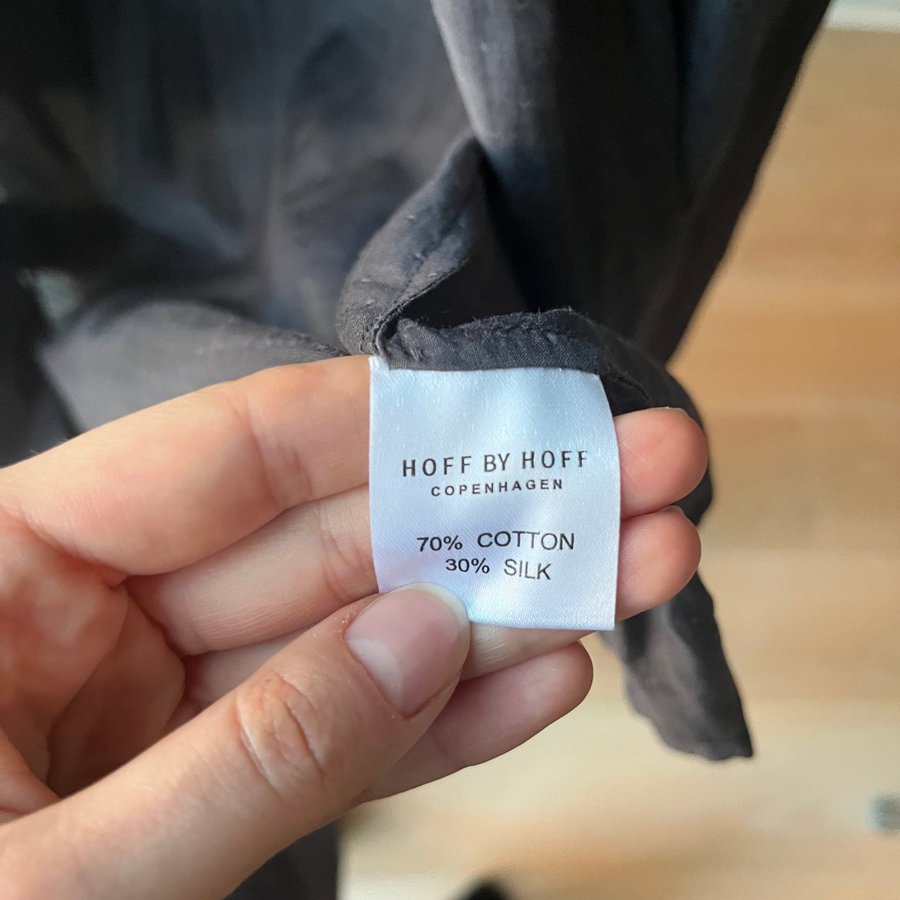 HOFF BY HOFF
COPENHAGEN
70% COTTON
30% SILK